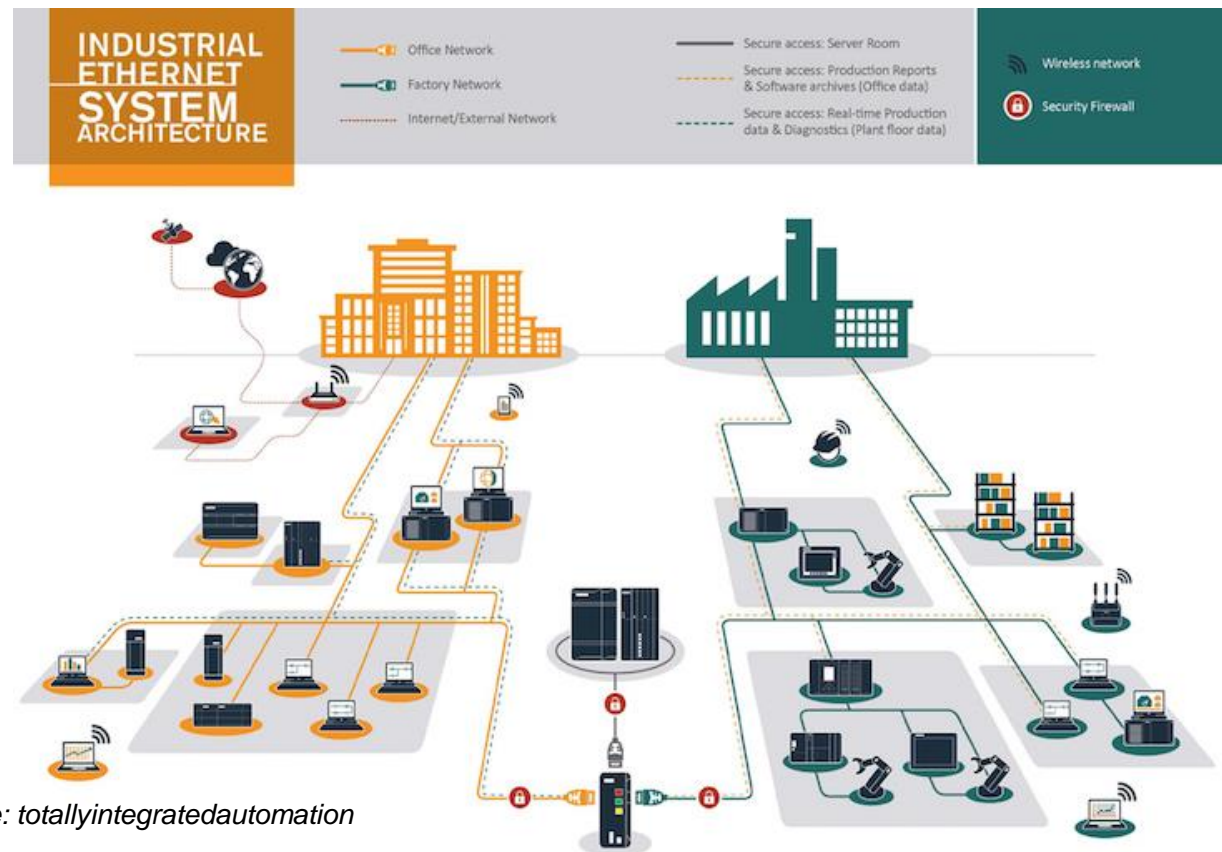 INDUSTRIAL
ETHERNET
SYSTEM
ARCHITECTURE
Office Network
Factory Network
Internet/External Network
Secure access: Server Room
Secure access: Production Reports
& Software archives (Office data)
Secure access: Real-time Production
data & Diagnostics (Plant floor data)
Wireless network
Security Firewall
e: totallyintegratedautomation